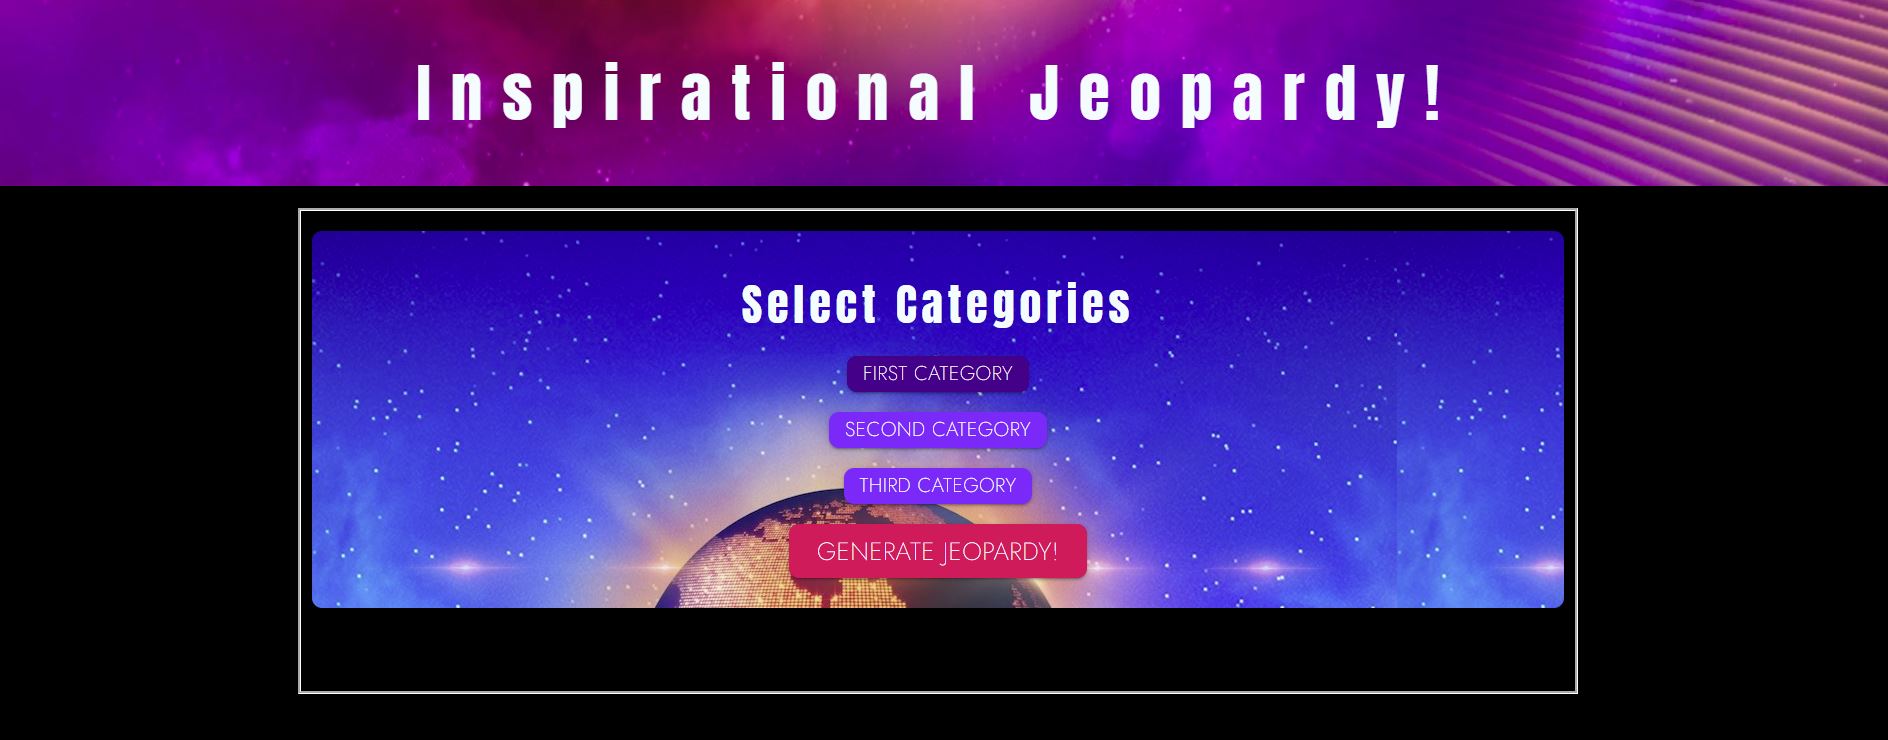 Inspirational Jeopardy!
Select Categories
FIRST CATEGORY
SECOND CATEGORY
THIRD CATEGORY
GENERATE JEOPARDY!